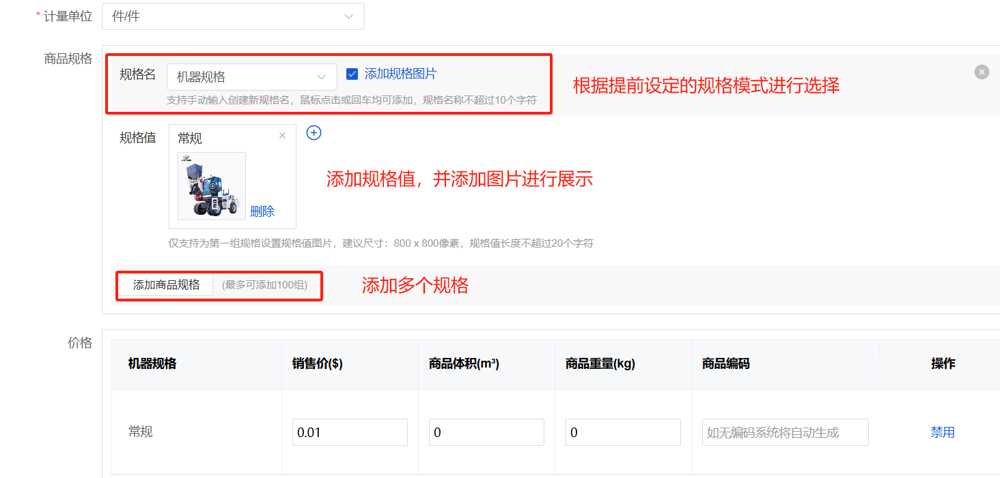 * 计量单位 件/件
商品规格
规格名 机器规格 添加规格图片
根据提前设定的规格模式进行选择
支持手动输入创建新规格名，鼠标点击或回车均可添加，规格名称不超过10个字符
规格值 常规
添加规格值，并添加图片进行展示
删除
仅支持为第一组规格设置规格值图片，建议尺寸：800 x 800像素，规格值长度不超过20个字符
添加商品规格 (最多可添加100组) 添加多个规格
价格
机器规格 销售价($) 商品体积(m³) 商品重量(kg) 商品编码 操作
常规 0.01 0 0 如无编码系统将自动生成 禁用